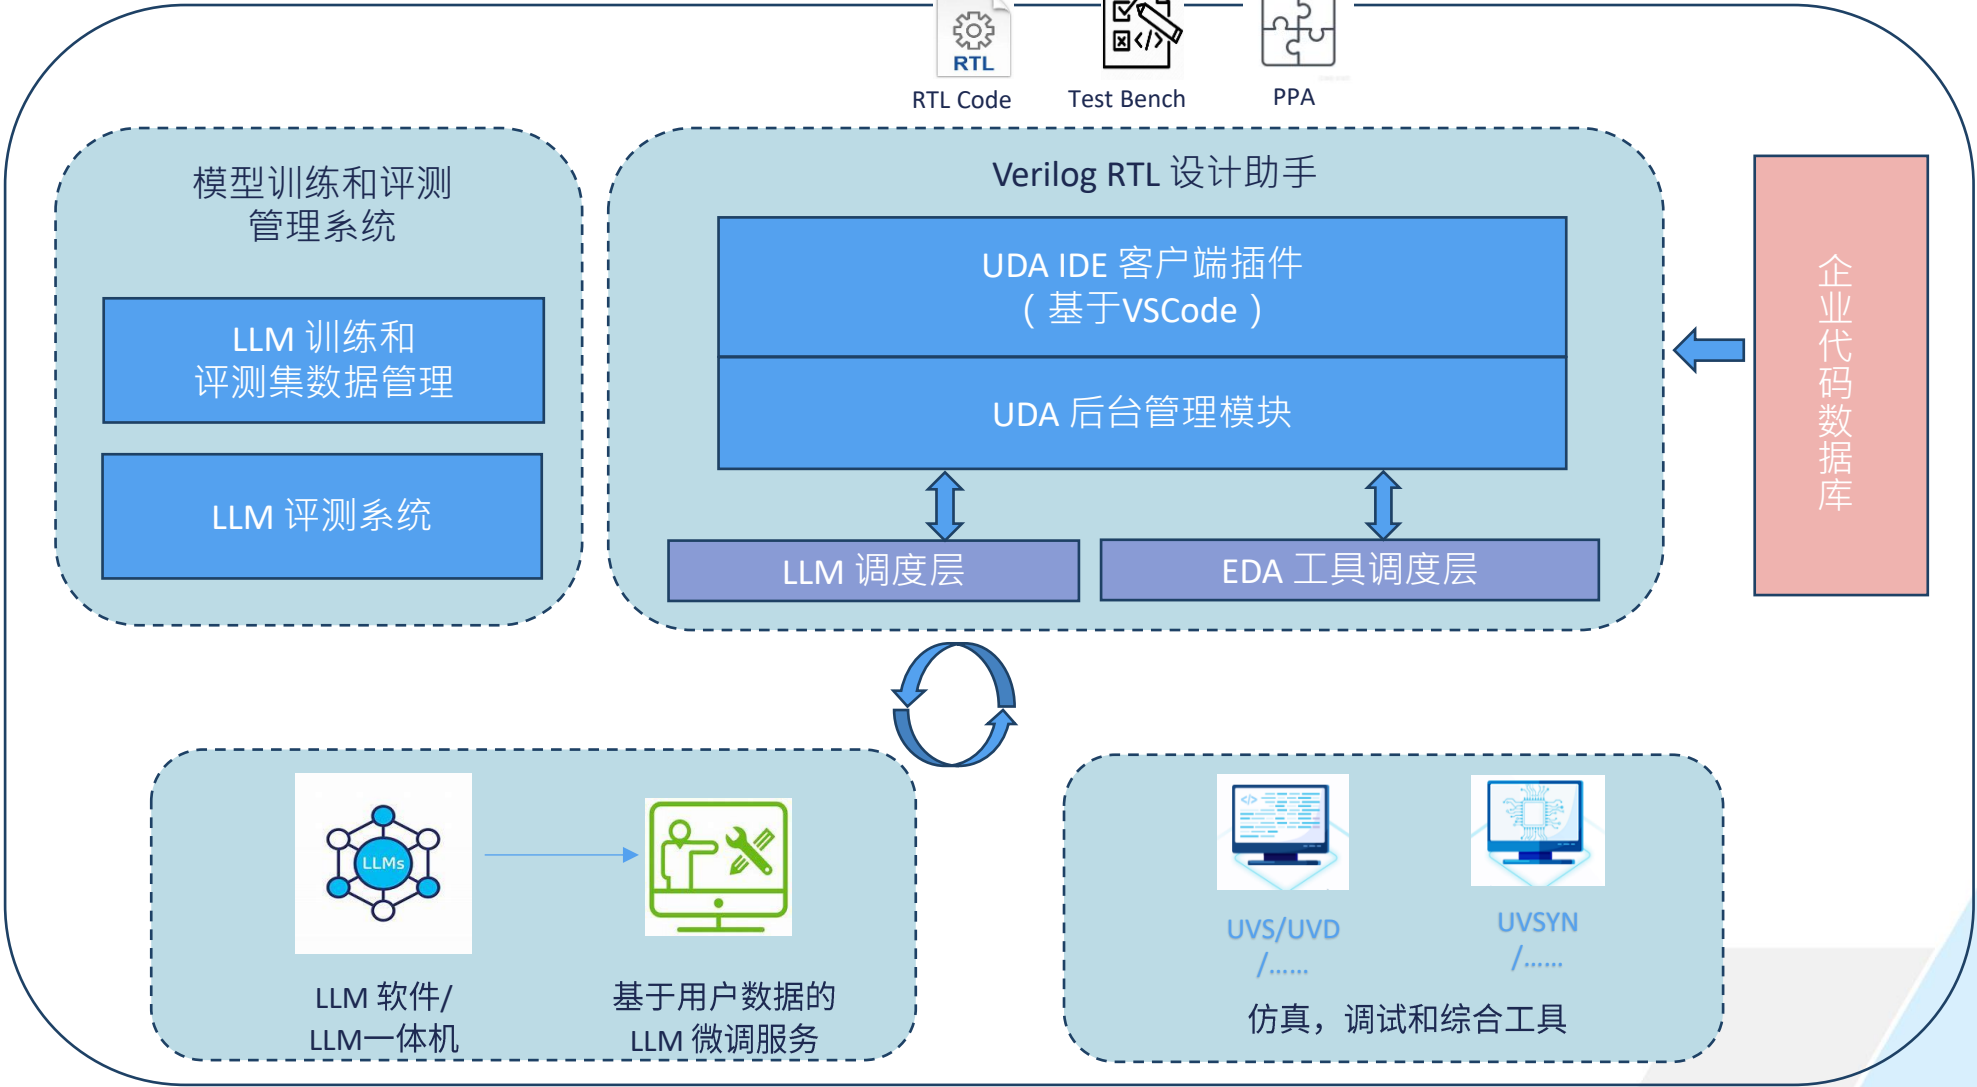 RTL
RTL Code
Test Bench
PPA
模型训练和评测
管理系统
LLM 训练和
评测集数据管理
LLM 评测系统
Verilog RTL 设计助手
UDA IDE 客户端插件
（基于VSCode）
UDA 后台管理模块
LLM 调度层
EDA 工具调度层
企业代码数据库
LLMs
LLM 软件/
LLM一体机
基于用户数据的
LLM 微调服务
UVS/UVD
/……
UVSYN
/……
仿真，调试和综合工具